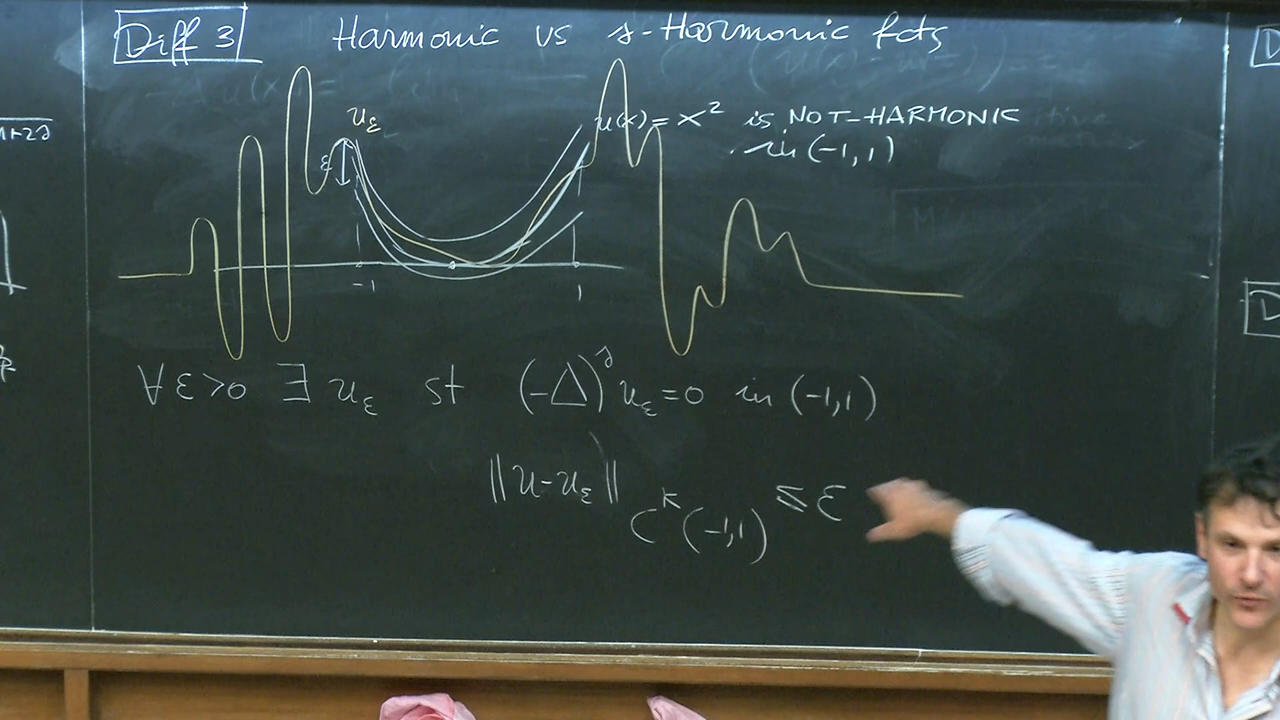 Diff 3 Harmonic vs s-Harmonic fcts
u_ε
ε
u(x) = x² is NOT-HARMONIC
in (-1,1)
-1 1
∀ ε>0 ∃ u_ε st (-Δ)^s u_ε = 0 in (-1,1)
||u-u_ε||_{C^k(-1,1)} ≤ ε